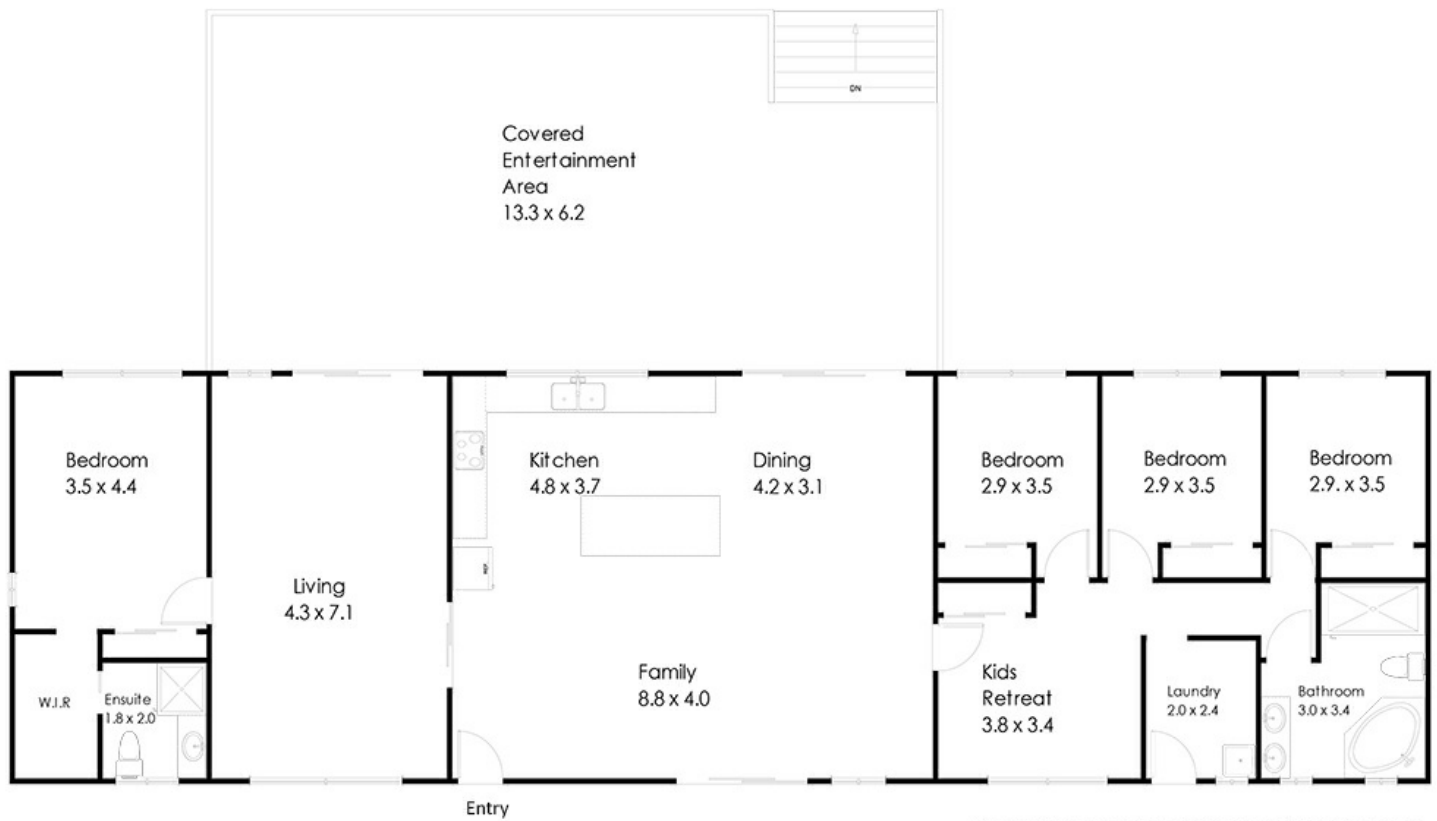 DN
Covered
Entertainment
Area
13.3 x 6.2
Bedroom
3.5 x 4.4
Living
4.3 x 7.1
Kitchen
4.8 x 3.7
Dining
4.2 x 3.1
Bedroom
2.9 x 3.5
Bedroom
2.9 x 3.5
Bedroom
2.9. x 3.5
REF
Family
8.8 x 4.0
Kids
Retreat
3.8 x 3.4
W.I.R
Ensuite
1.8 x 2.0
Laundry
2.0 x 2.4
Bathroom
3.0 x 3.4
Entry